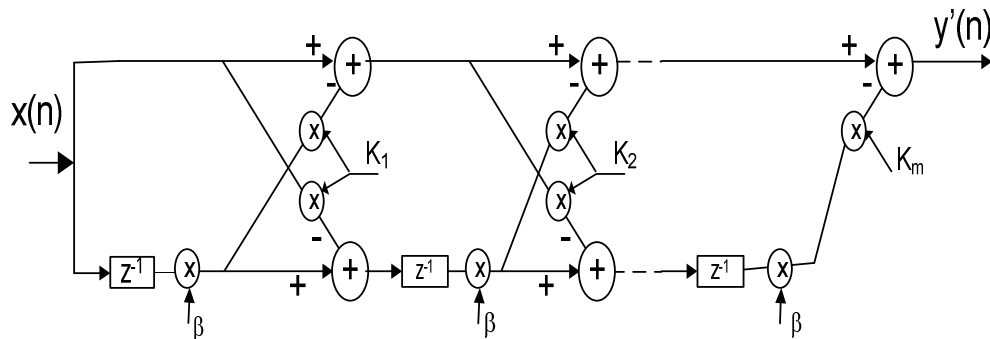 + + y'(n)
+ + +
- - -
x(n)
x x x
K₁ K₂ Kₘ
x x
- -
z⁻¹ x + z⁻¹ x + z⁻¹ x
+ +
β β β